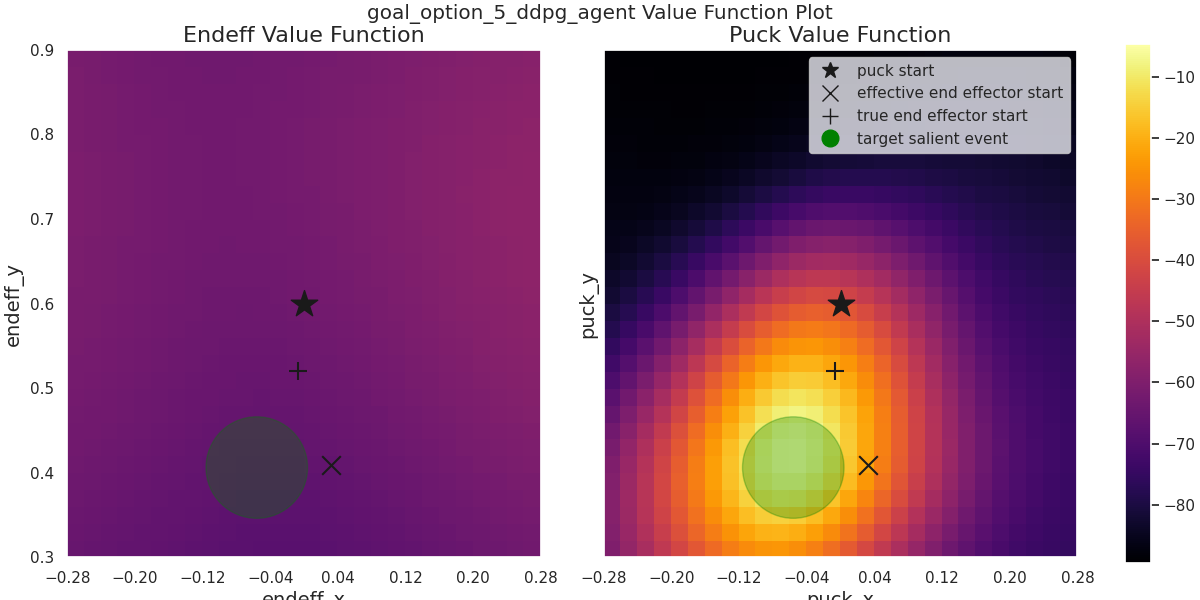 goal_option_5_ddpg_agent Value Function Plot
Endeff Value Function
Puck Value Function
puck start
effective end effector start
true end effector start
target salient event
endeff_y
0.9
0.8
0.7
0.6
0.5
0.4
0.3
−0.28 −0.20 −0.12 −0.04 0.04 0.12 0.20 0.28
endeff_x
puck_y
−0.28 −0.20 −0.12 −0.04 0.04 0.12 0.20 0.28
puck_x
−10
−20
−30
−40
−50
−60
−70
−80